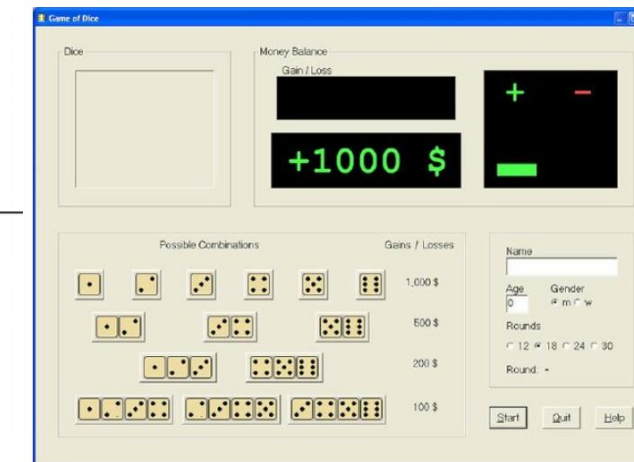 Game of Dice
Dice
Money Balance
Gain / Loss
+ −
+1000 $
Possible Combinations Gains / Losses
1,000 $
500 $
200 $
100 $
Name
Age Gender
0 m w
Rounds
12 18 24 30
Round: -
Start Quit Help